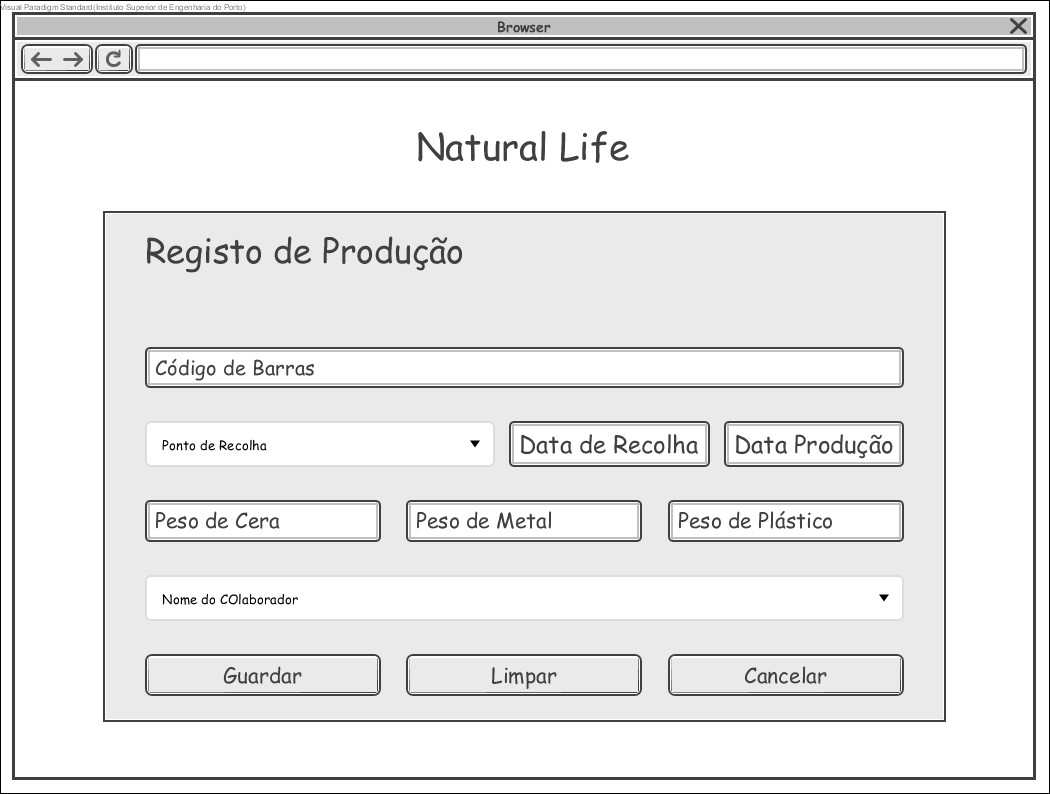 Visual Paradigm Standard(Instituto Superior de Engenharia do Porto)
Browser
Natural Life
Registo de Produção
Código de Barras
Ponto de Recolha
Data de Recolha
Data Produção
Peso de Cera
Peso de Metal
Peso de Plástico
Nome do COlaborador
Guardar
Limpar
Cancelar